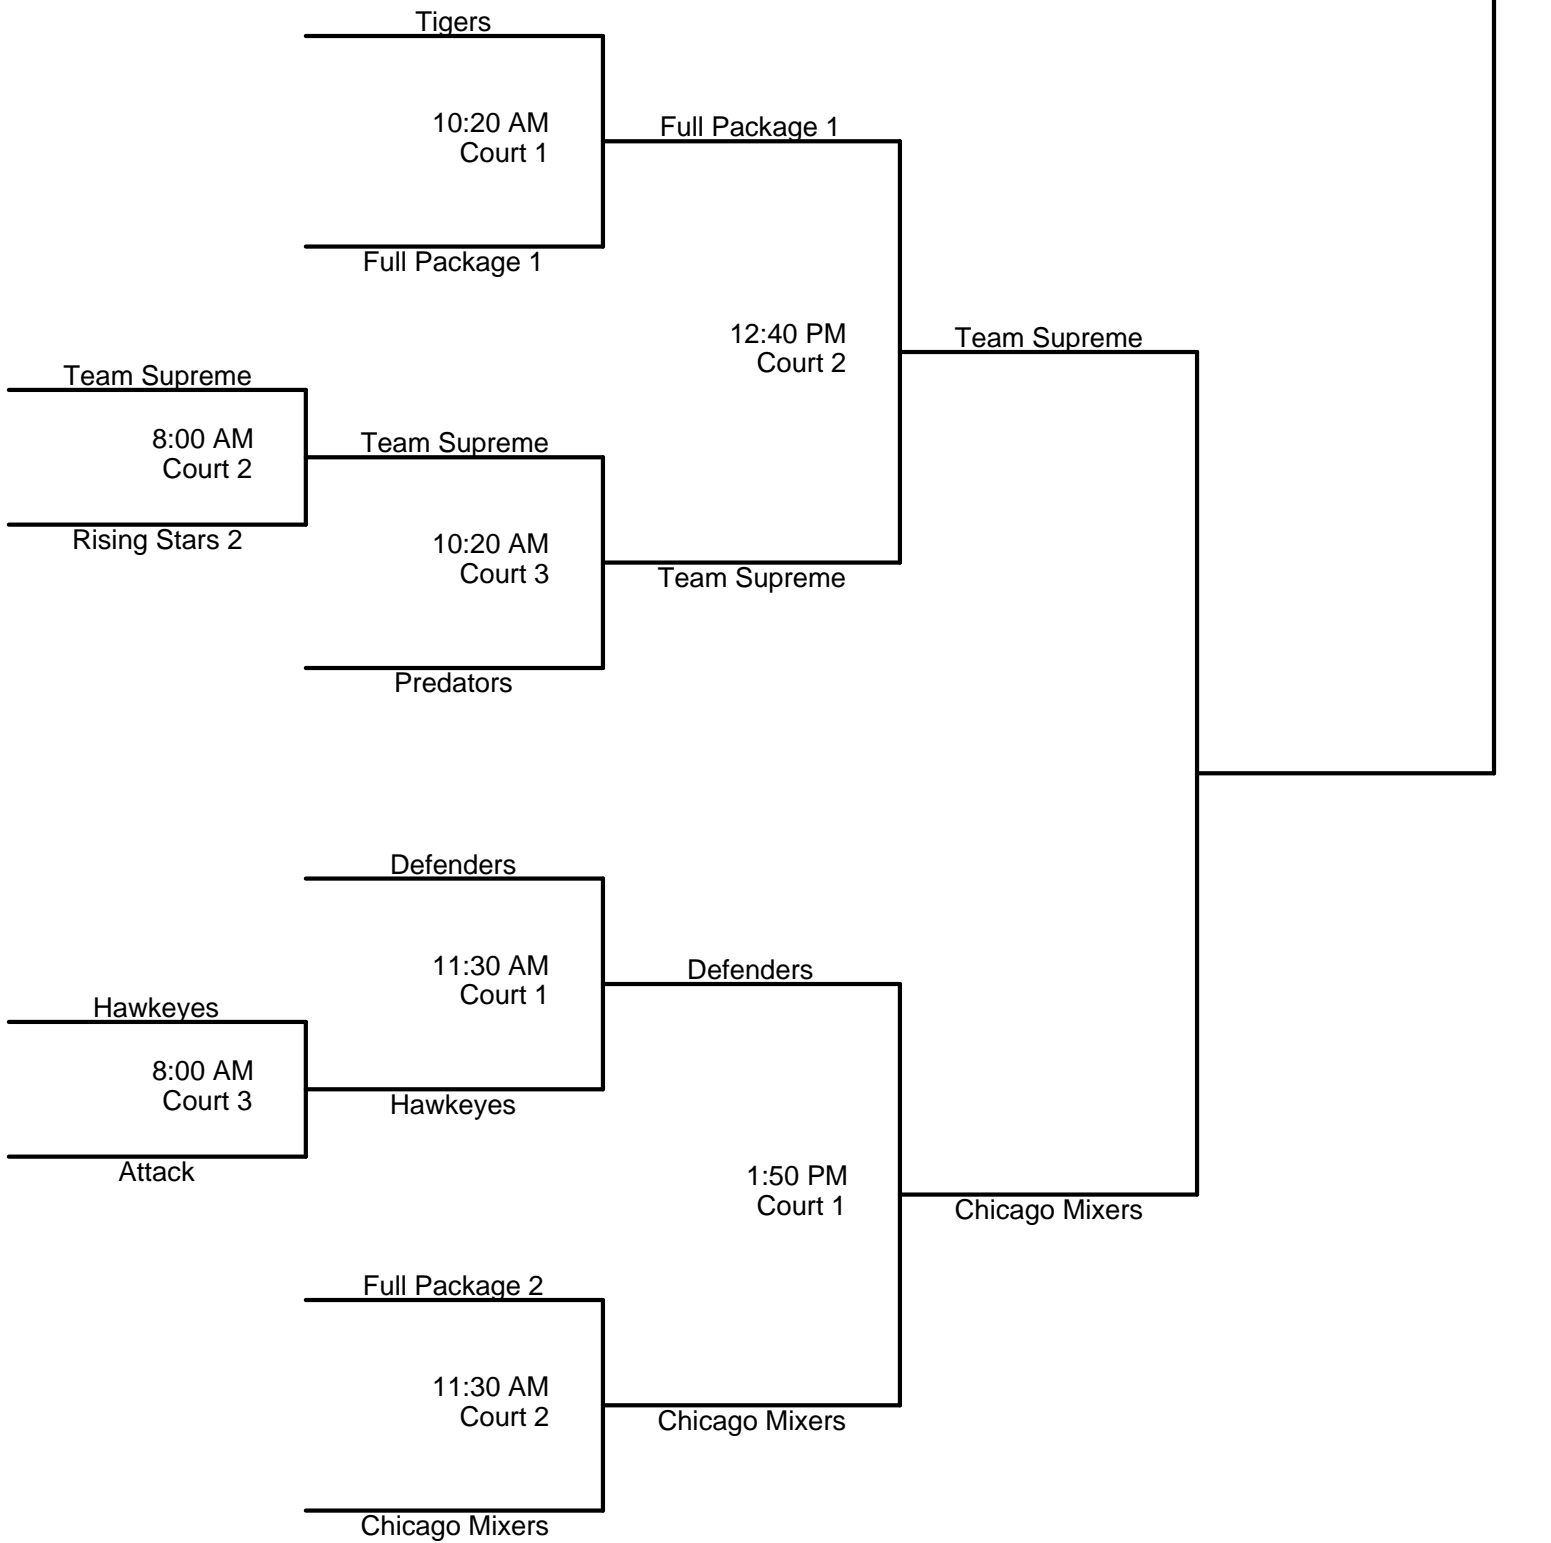 Tigers
10:20 AM
Court 1
Full Package 1
Full Package 1
12:40 PM
Court 2
Team Supreme
Team Supreme
8:00 AM
Court 2
Team Supreme
Rising Stars 2
10:20 AM
Court 3
Team Supreme
Predators
Defenders
11:30 AM
Court 1
Defenders
Hawkeyes
8:00 AM
Court 3
Hawkeyes
Attack
1:50 PM
Court 1
Chicago Mixers
Full Package 2
11:30 AM
Court 2
Chicago Mixers
Chicago Mixers